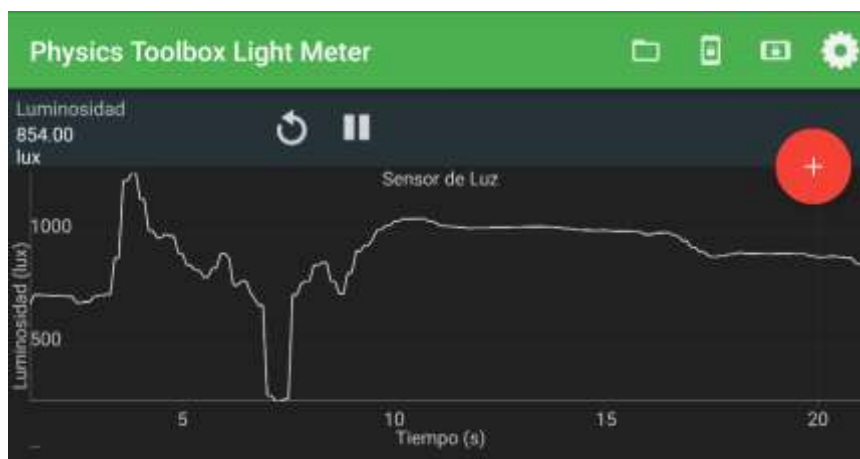 Physics Toolbox Light Meter
Luminosidad
854.00
lux
Sensor de Luz
1000
500
Luminosidad (lux)
5
10
15
20
Tiempo (s)